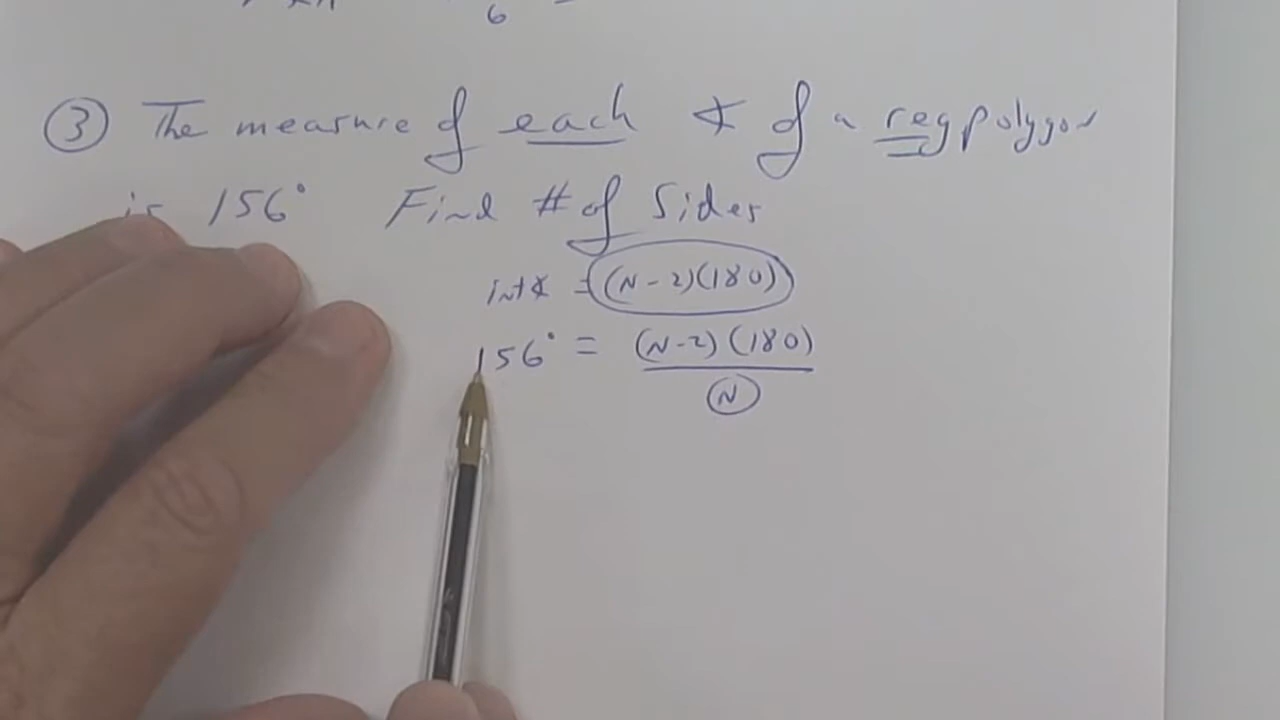 6
③ The measure of each ∡ of a reg polygon
is 156° Find # of Sides
int ∡ = (N-2)(180)
156° = (N-2)(180)
N